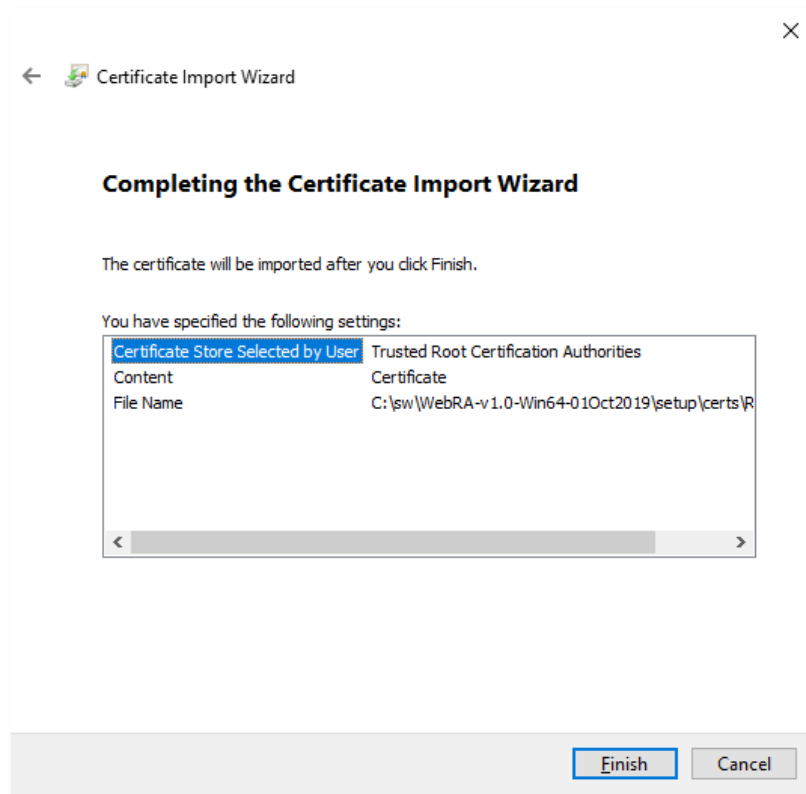 Certificate Import Wizard
Completing the Certificate Import Wizard
The certificate will be imported after you click Finish.
You have specified the following settings:
Certificate Store Selected by User Trusted Root Certification Authorities
Content Certificate
File Name C:\sw\WebRA-v1.0-Win64-01Oct2019\setup\certs\R
Finish Cancel